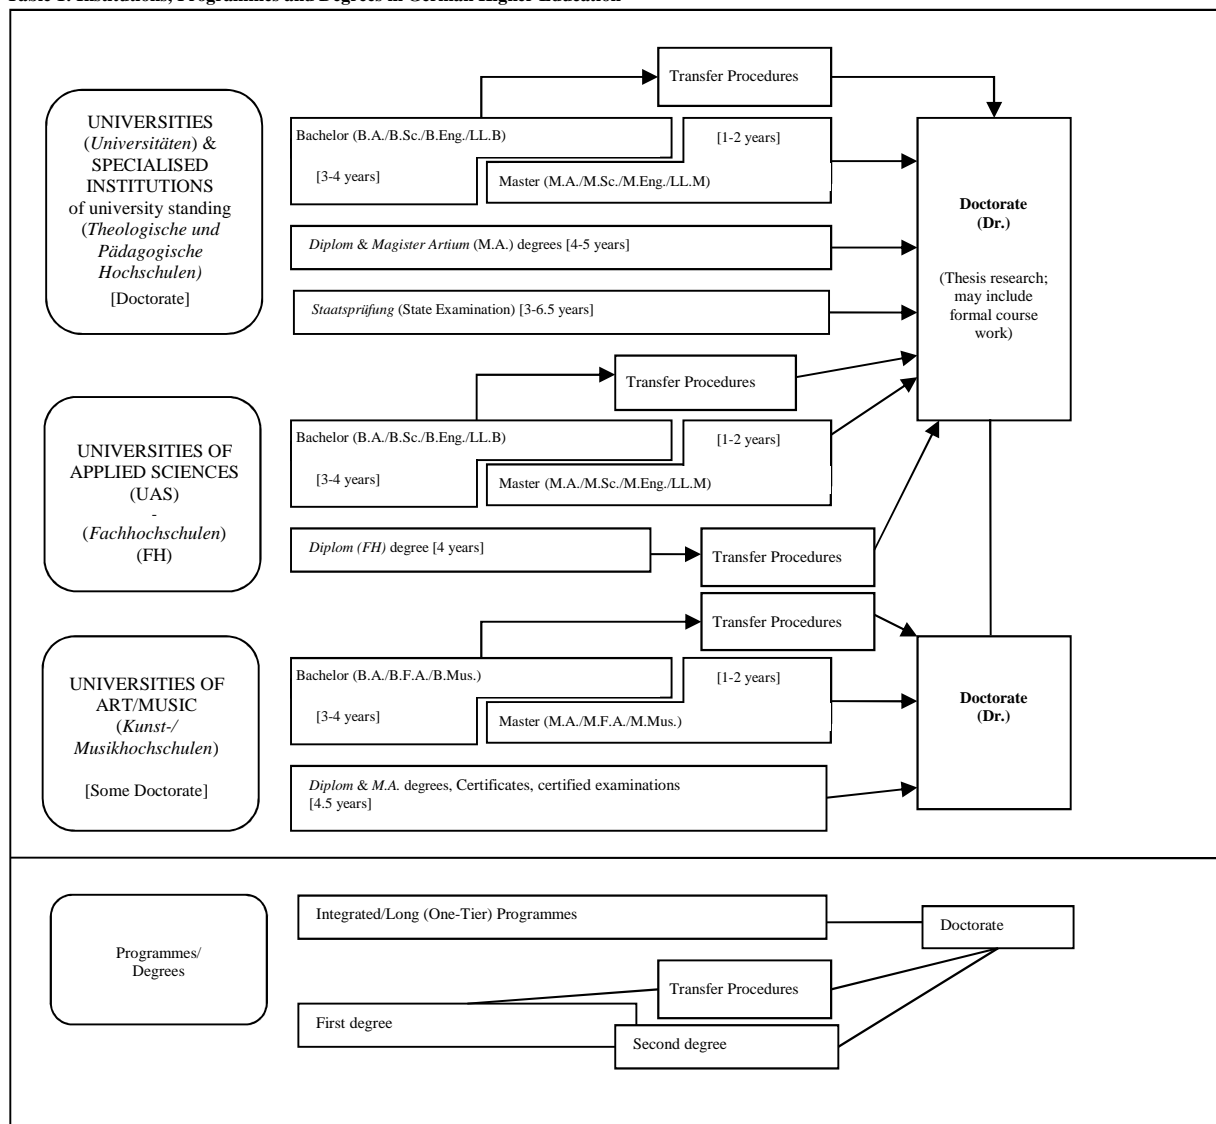 Table 1: Institutions, Programmes and Degrees in German Higher Education
Transfer Procedures
UNIVERSITIES
(Universitäten) &
SPECIALISED
INSTITUTIONS
of university standing
(Theologische und
Pädagogische
Hochschulen)
[Doctorate]
Bachelor (B.A./B.Sc./B.Eng./LL.B)
[3-4 years]
[1-2 years]
Master (M.A./M.Sc./M.Eng./LL.M)
Diplom & Magister Artium (M.A.) degrees [4-5 years]
Staatsprüfung (State Examination) [3-6.5 years]
Doctorate
(Dr.)
(Thesis research;
may include
formal course
work)
Transfer Procedures
UNIVERSITIES OF
APPLIED SCIENCES
(UAS)
-
(Fachhochschulen)
(FH)
Bachelor (B.A./B.Sc./B.Eng./LL.B)
[3-4 years]
[1-2 years]
Master (M.A./M.Sc./M.Eng./LL.M)
Diplom (FH) degree [4 years]
Transfer Procedures
Transfer Procedures
UNIVERSITIES OF
ART/MUSIC
(Kunst-/
Musikhochschulen)
[Some Doctorate]
Bachelor (B.A./B.F.A./B.Mus.)
[3-4 years]
[1-2 years]
Master (M.A./M.F.A./M.Mus.)
Diplom & M.A. degrees, Certificates, certified examinations
[4.5 years]
Doctorate
(Dr.)
Programmes/
Degrees
Integrated/Long (One-Tier) Programmes
Doctorate
Transfer Procedures
First degree
Second degree